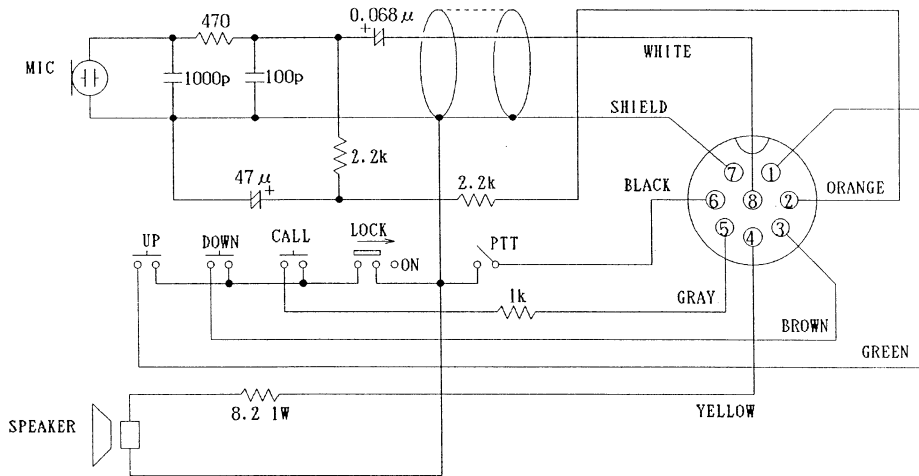 470
0.068μ
+
WHITE
MIC
1000p
100p
SHIELD
2.2k
47μ
+
2.2k
BLACK
ORANGE
7
1
6
8
2
5
4
3
UP
DOWN
CALL
LOCK
ON
PTT
1k
GRAY
BROWN
GREEN
8.2 1W
YELLOW
SPEAKER